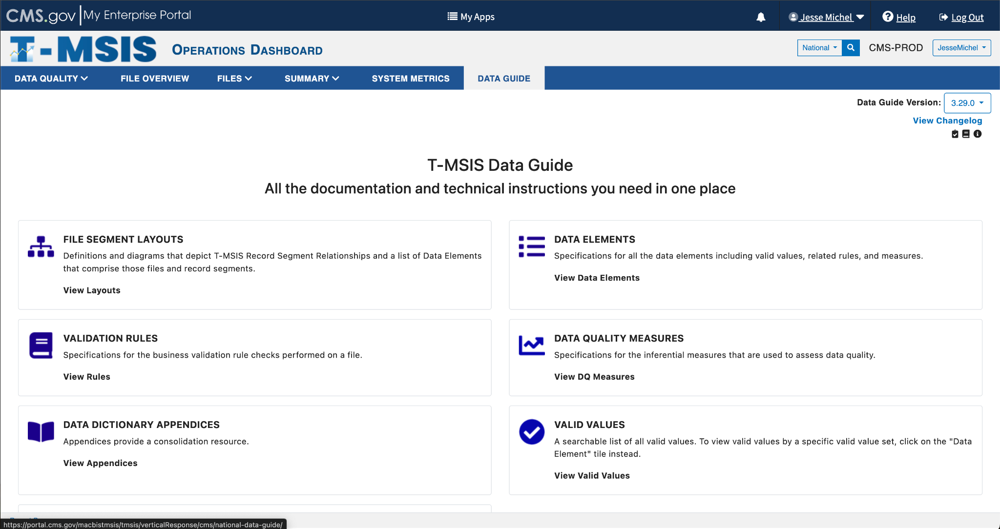 CMS.gov My Enterprise Portal
My Apps
Jesse Michel
Help
Log Out
T-MSIS OPERATIONS DASHBOARD
National
CMS-PROD
JesseMichel
DATA QUALITY
FILE OVERVIEW
FILES
SUMMARY
SYSTEM METRICS
DATA GUIDE
Data Guide Version: 3.29.0
View Changelog
T-MSIS Data Guide
All the documentation and technical instructions you need in one place
FILE SEGMENT LAYOUTS
Definitions and diagrams that depict T-MSIS Record Segment Relationships and a list of Data Elements
that comprise those files and record segments.
View Layouts
DATA ELEMENTS
Specifications for all the data elements including valid values, related rules, and measures.
View Data Elements
VALIDATION RULES
Specifications for the business validation rule checks performed on a file.
View Rules
DATA QUALITY MEASURES
Specifications for the inferential measures that are used to assess data quality.
View DQ Measures
DATA DICTIONARY APPENDICES
Appendices provide a consolidation resource.
View Appendices
VALID VALUES
A searchable list of all valid values. To view valid values by a specific valid value set, click on the "Data
Element" tile instead.
View Valid Values
https://portal.cms.gov/macbistmsis/tmsis/verticalResponse/cms/national-data-guide/